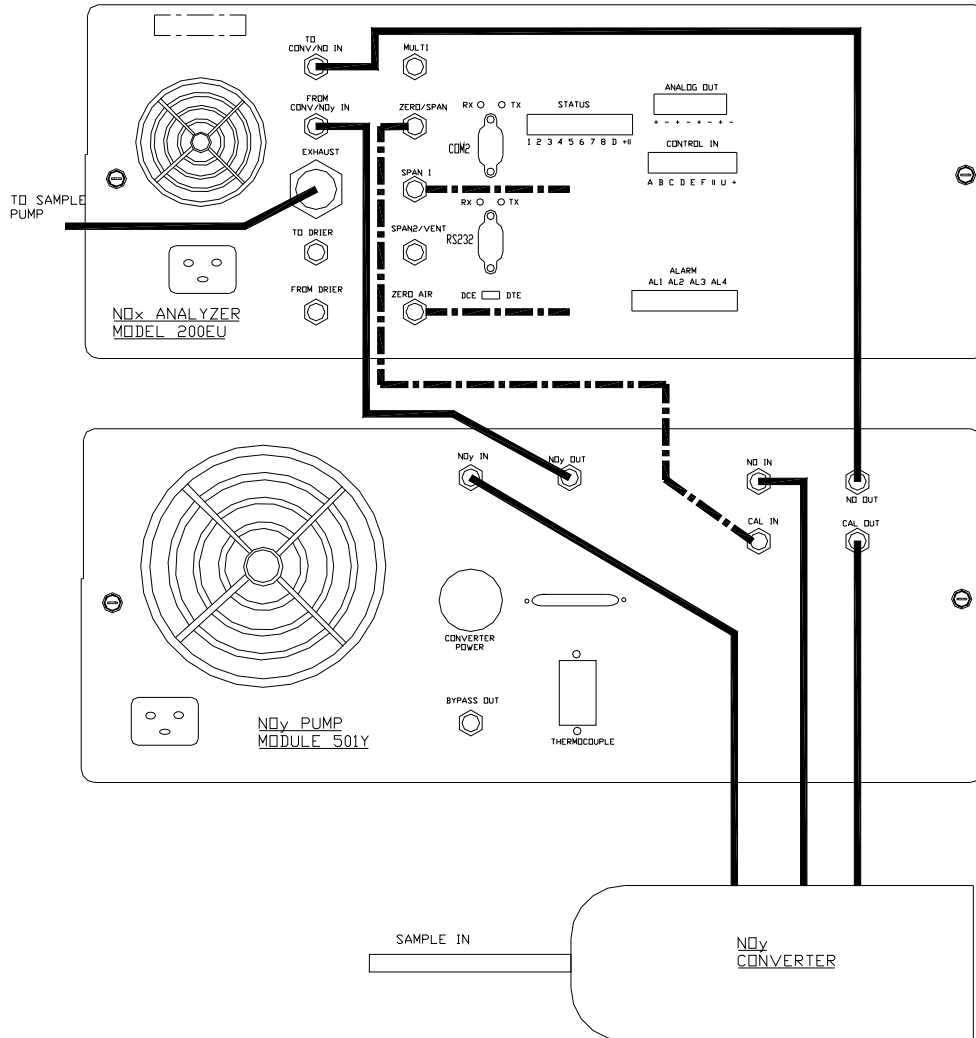 TO
CONV/NO IN
MULTI
FROM
CONV/NOy IN
ZERO/SPAN
RX TX
STATUS
ANALOG OUT
+ - + - + - + -
1 2 3 4 5 6 7 8 D +
COM2
CONTROL IN
EXHAUST
A B C D E F U +
SPAN 1
TO SAMPLE
PUMP
RX TX
TO DRIER
SPAN2/VENT
RS232
ALARM
AL1 AL2 AL3 AL4
FROM DRIER
ZERO AIR
DCE DTE
NOx ANALYZER
MODEL 200EU
NOy IN
NOy OUT
NO IN
NO OUT
CAL IN
CAL OUT
CONVERTER
POWER
BYPASS OUT
THERMOCOUPLE
NOy PUMP
MODULE 501Y
SAMPLE IN
NOy
CONVERTER